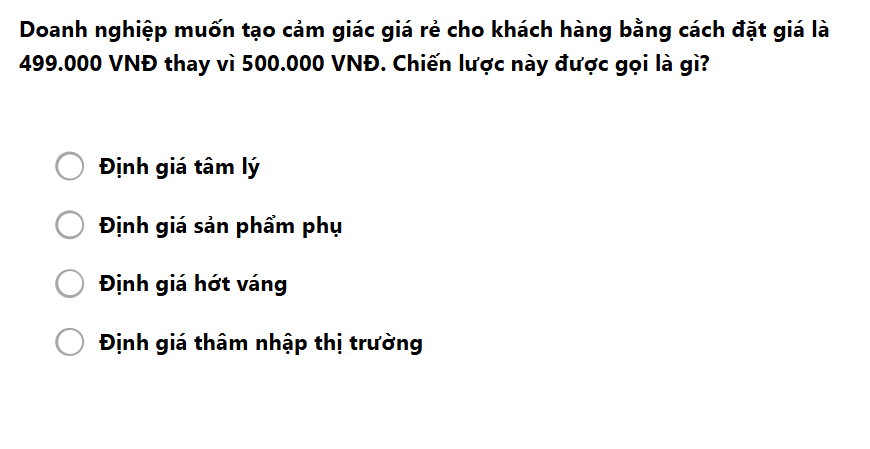 Doanh nghiệp muốn tạo cảm giác giá rẻ cho khách hàng bằng cách đặt giá là
499.000 VNĐ thay vì 500.000 VNĐ. Chiến lược này được gọi là gì?
Định giá tâm lý
Định giá sản phẩm phụ
Định giá hớt váng
Định giá thâm nhập thị trường